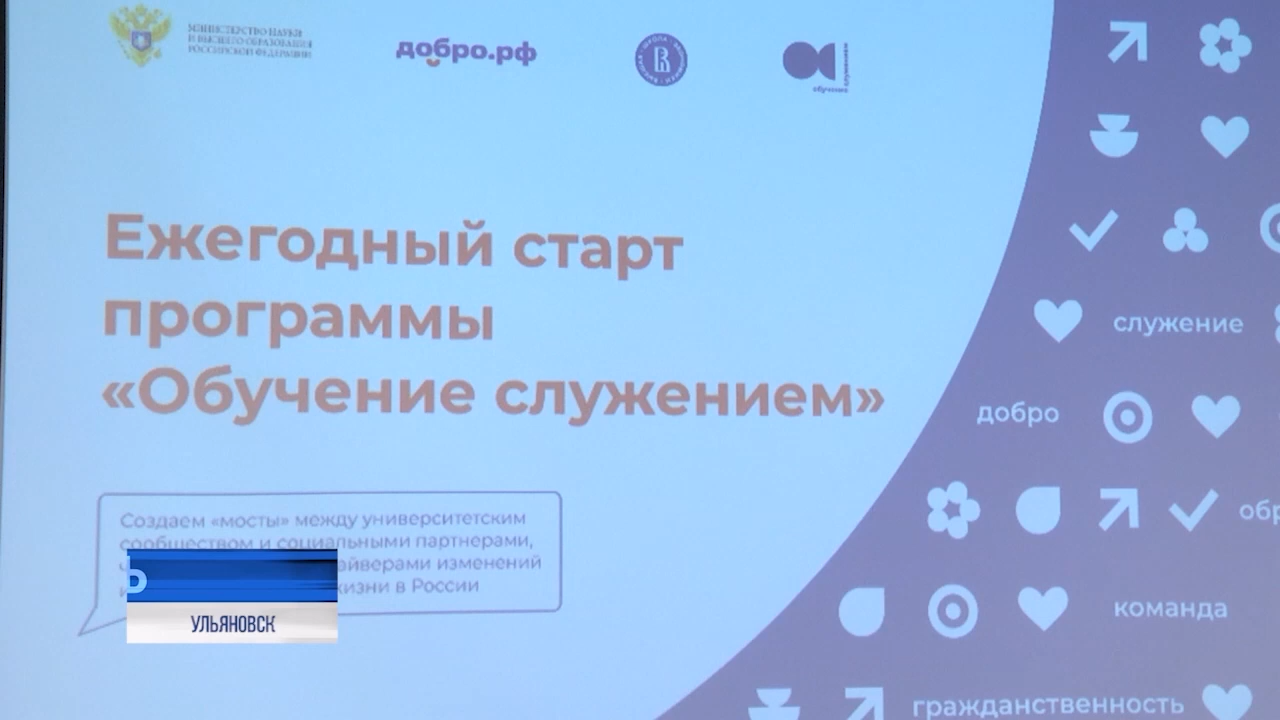 МИНИСТЕРСТВО НАУКИ
И ВЫСШЕГО ОБРАЗОВАНИЯ
РОССИЙСКОЙ ФЕДЕРАЦИИ
добро.рф
обучение
служением
Ежегодный старт
программы
«Обучение служением»
Создаем «мосты» между университетским
сообществом и социальными партнерами,
айверами изменений
жизни в России
УЛЬЯНОВСК
служение
добро
обр
команда
гражданственность